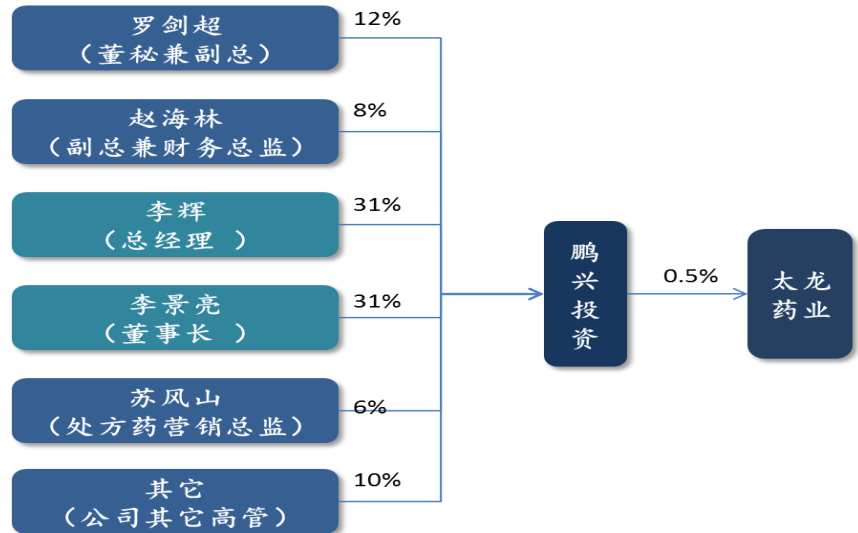 罗剑超
（董秘兼副总）
12%
赵海林
（副总兼财务总监）
8%
李辉
（总经理 ）
31%
李景亮
（董事长 ）
31%
苏风山
（处方药营销总监）
6%
其它
（公司其它高管）
10%
鹏
兴
投
资
0.5%
太龙
药业